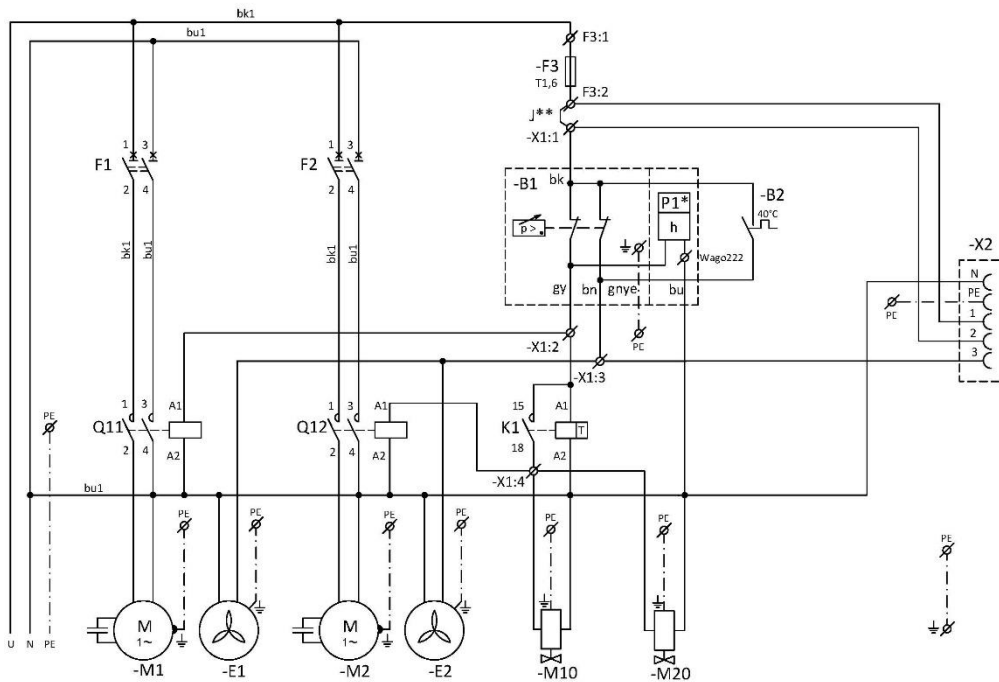 bk1
bu1
F3:1
-F3
T1,6
F3:2
J**
-X1:1
1 3
F1
2 4
1 3
F2
2 4
bk1 bu1
bk1 bu1
-B1
bk
P1*
h
p>.
-B2
40°C
Wago222
gy bn gnye bu
PE
-X2
N
PE
1
2
3
PE
-X1:2
-X1:3
PE
1 3 A1
Q11
2 4 A2
1 3 A1
Q12
2 4 A2
15 A1
K1 T
18 A2
-X1:4
bu1
PE PE PE PE PE PE PE
U N PE
M
1~
M
1~
-M1 -E1 -M2 -E2 -M10 -M20